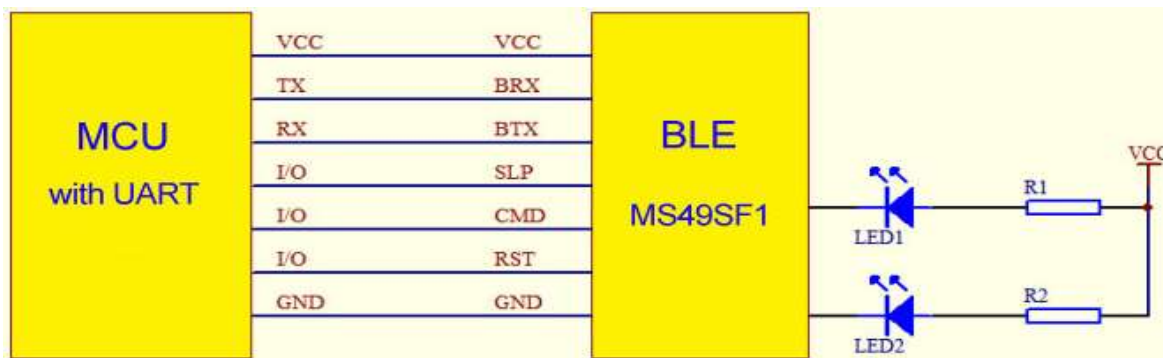 VCC VCC
TX BRX
MCU RX BTX BLE
with UART I/O SLP MS49SF1
I/O CMD
I/O RST
GND GND
VCC
R1
LED1
R2
LED2